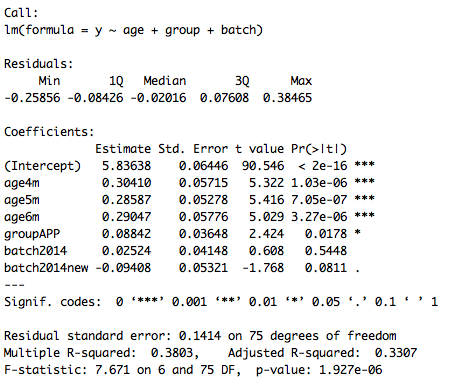 Call:
lm(formula = y ~ age + group + batch)
Residuals:
Min 1Q Median 3Q Max
-0.25856 -0.08426 -0.02016 0.07608 0.38465
Coefficients:
Estimate Std. Error t value Pr(>|t|)
(Intercept) 5.83638 0.06446 90.546 < 2e-16 ***
age4m 0.30410 0.05715 5.322 1.03e-06 ***
age5m 0.28587 0.05278 5.416 7.05e-07 ***
age6m 0.29047 0.05776 5.029 3.27e-06 ***
groupAPP 0.08842 0.03648 2.424 0.0178 *
batch2014 0.02524 0.04148 0.608 0.5448
batch2014new -0.09408 0.05321 -1.768 0.0811 .
---
Signif. codes: 0 ‘***’ 0.001 ‘**’ 0.01 ‘*’ 0.05 ‘.’ 0.1 ‘ ’ 1
Residual standard error: 0.1414 on 75 degrees of freedom
Multiple R-squared: 0.3803, Adjusted R-squared: 0.3307
F-statistic: 7.671 on 6 and 75 DF, p-value: 1.927e-06